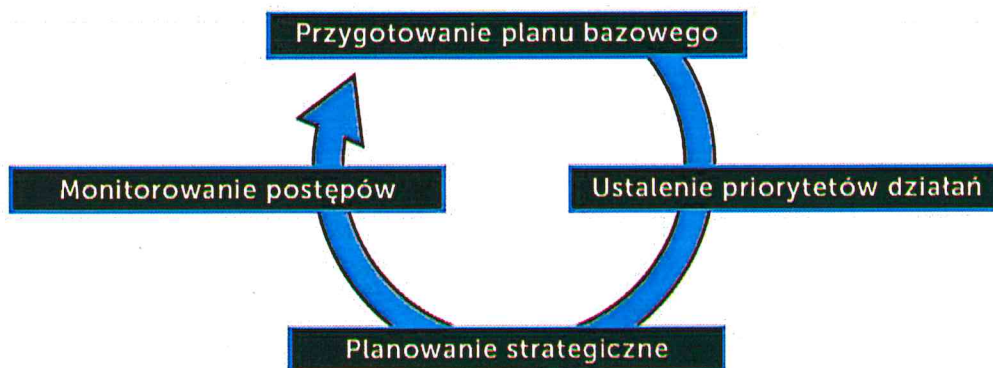 Przygotowanie planu bazowego
Monitorowanie postępów
Ustalenie priorytetów działań
Planowanie strategiczne